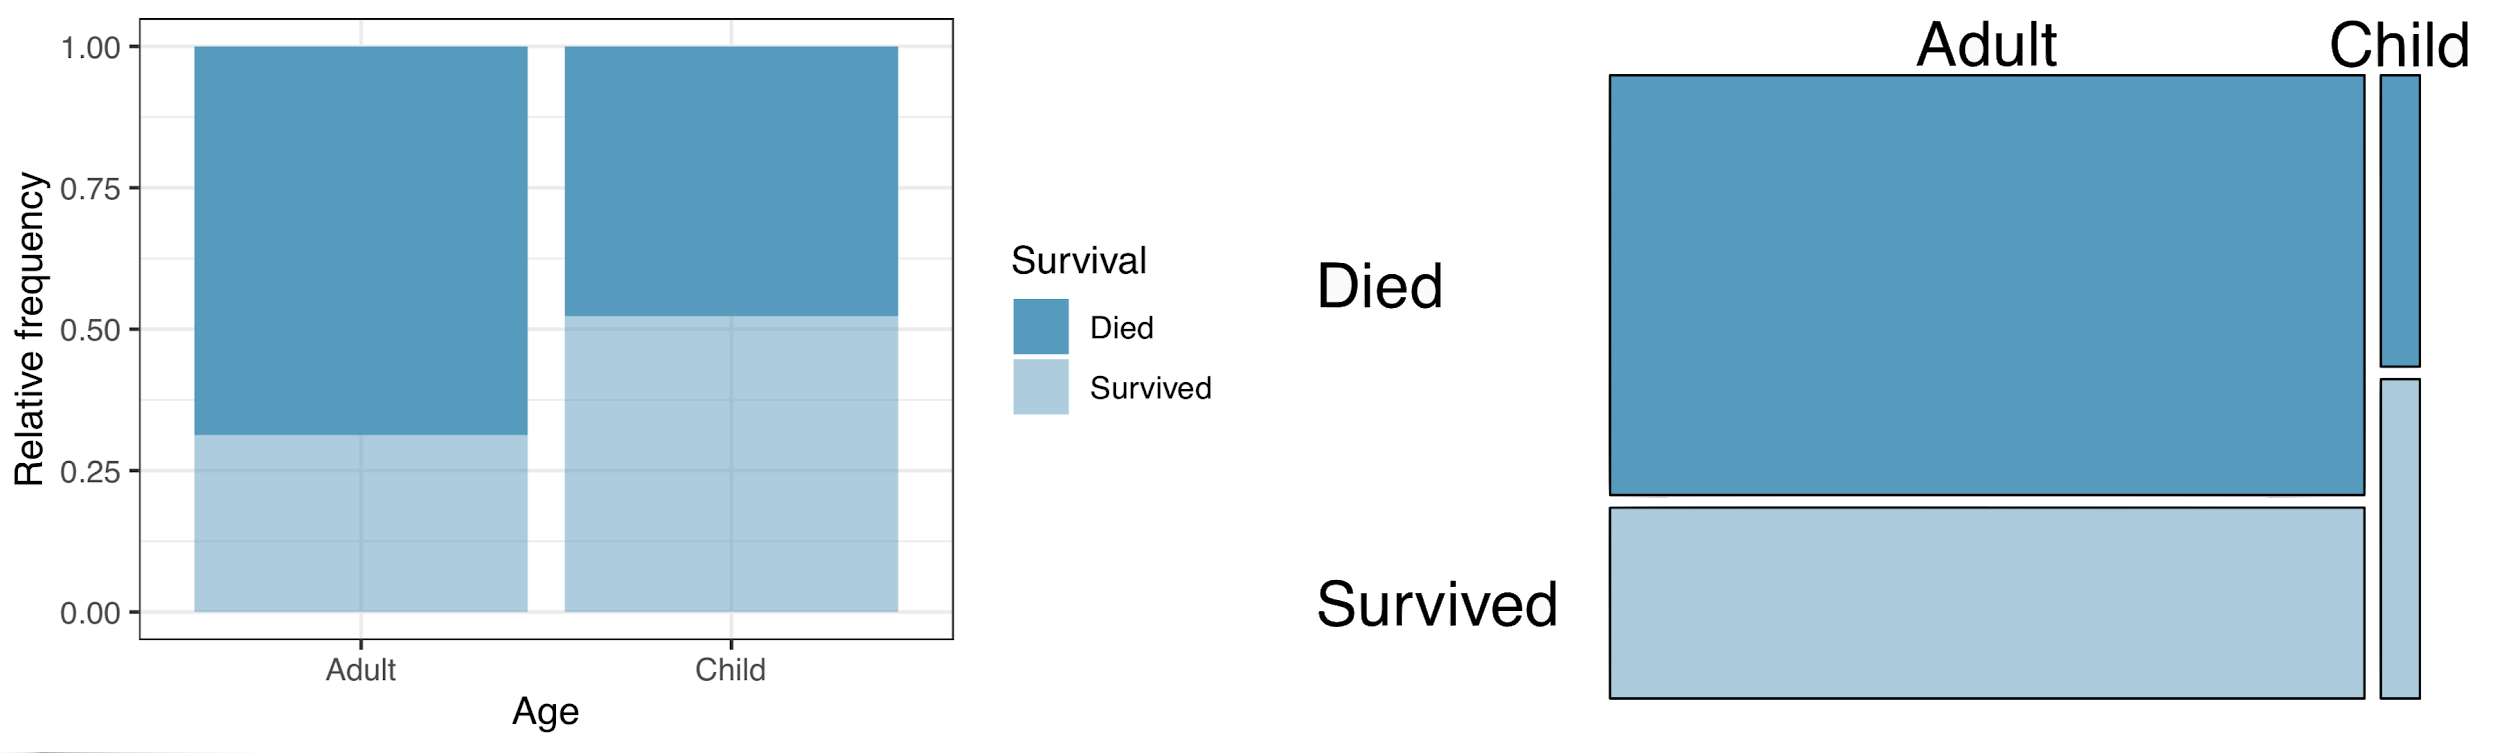 1.00
0.75
0.50
0.25
0.00
Relative frequency
Adult
Child
Age
Survival
Died
Survived
Adult
Child
Died
Survived